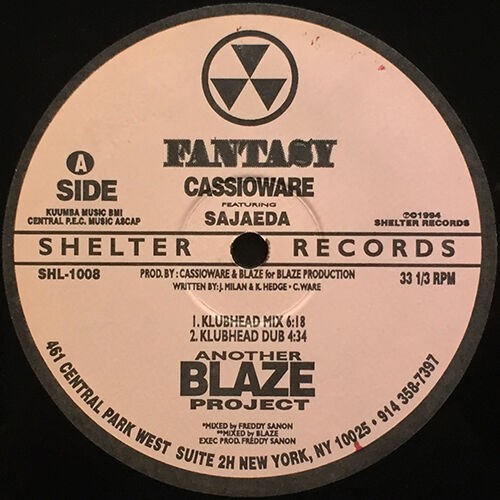 FANTASY
CASSIOWARE
FEATURING
SAJAEDA
A
SIDE
KUUMBA MUSIC BMI
CENTRAL P.E.C. MUSIC ASCAP
℗©1994
SHELTER RECORDS
SHELTER RECORDS
SHL-1008
PROD. BY : CASSIOWARE & BLAZE for BLAZE PRODUCTION
WRITTEN BY: J. MILAN & K. HEDGE • C. WARE
33 1/3 RPM
1. KLUBHEAD MIX 6:18
2. KLUBHEAD DUB 4:34
ANOTHER
BLAZE
PROJECT
*MIXED by FREDDY SANON
**MIXED by BLAZE
EXEC PROD. FREDDY SANON
461 CENTRAL PARK WEST SUITE 2H NEW YORK, NY 10025 • 914 358-7397